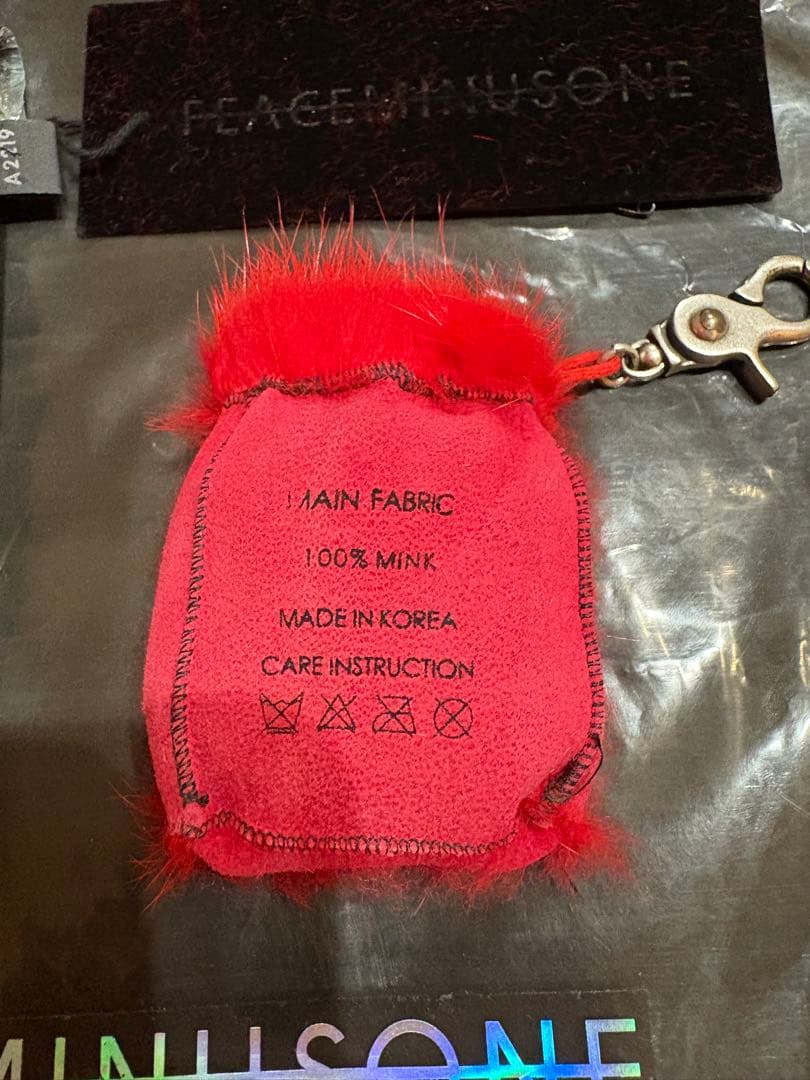 PEACEMINUSONE
A2219
MAIN FABRIC
100% MINK
MADE IN KOREA
CARE INSTRUCTION
MINUSONE